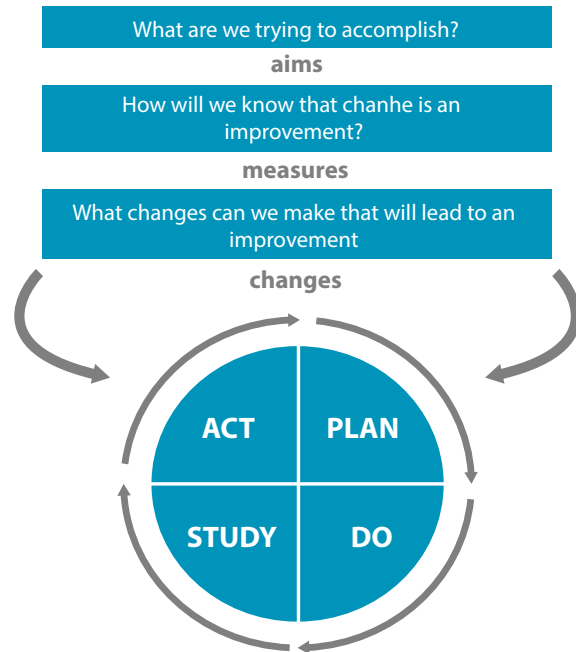 What are we trying to accomplish?
aims
How will we know that chanhe is an
improvement?
measures
What changes can we make that will lead to an
improvement
changes
ACT
PLAN
STUDY
DO